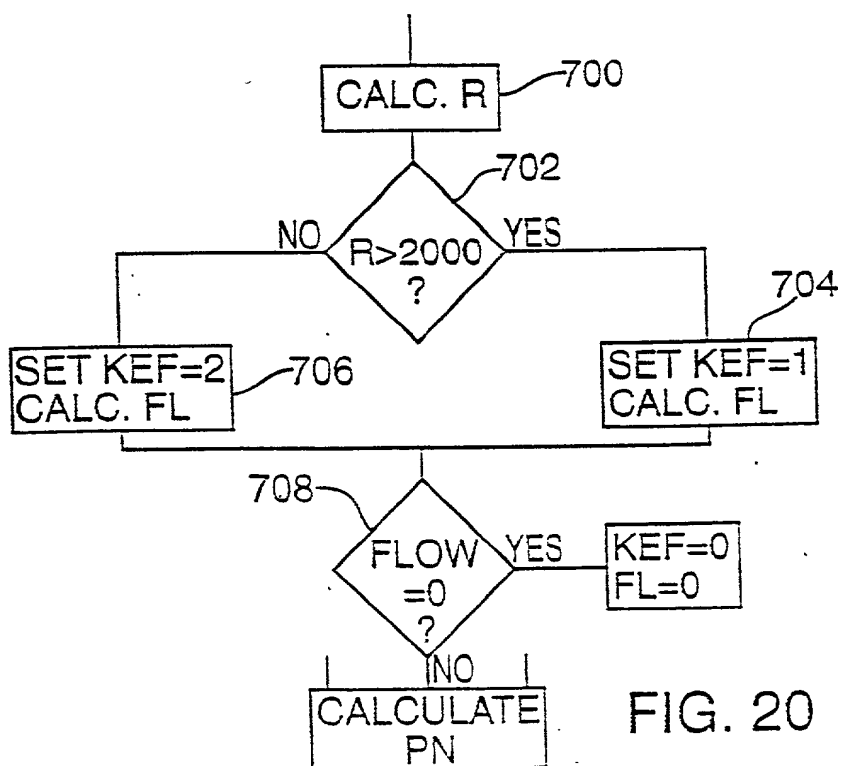 CALC. R
700
702
NO
R>2000
?
YES
704
SET KEF=2
CALC. FL
706
SET KEF=1
CALC. FL
708
FLOW
=0
?
YES
KEF=0
FL=0
NO
CALCULATE
PN
FIG. 20